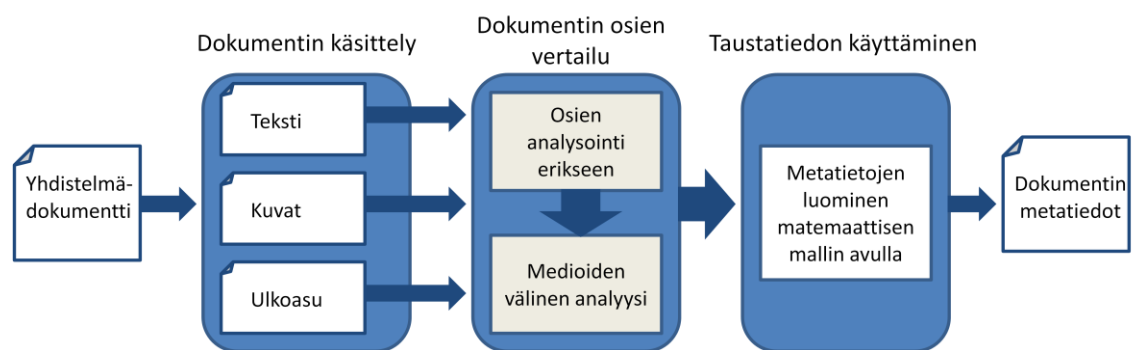 Dokumentin käsittely
Dokumentin osien
vertailu
Taustatiedon käyttäminen
Yhdistelmä-
dokumentti
Teksti
Kuvat
Ulkoasu
Osien
analysointi
erikseen
Medioiden
välinen analyysi
Metatietojen
luominen
matemaattisen
mallin avulla
Dokumentin
metatiedot